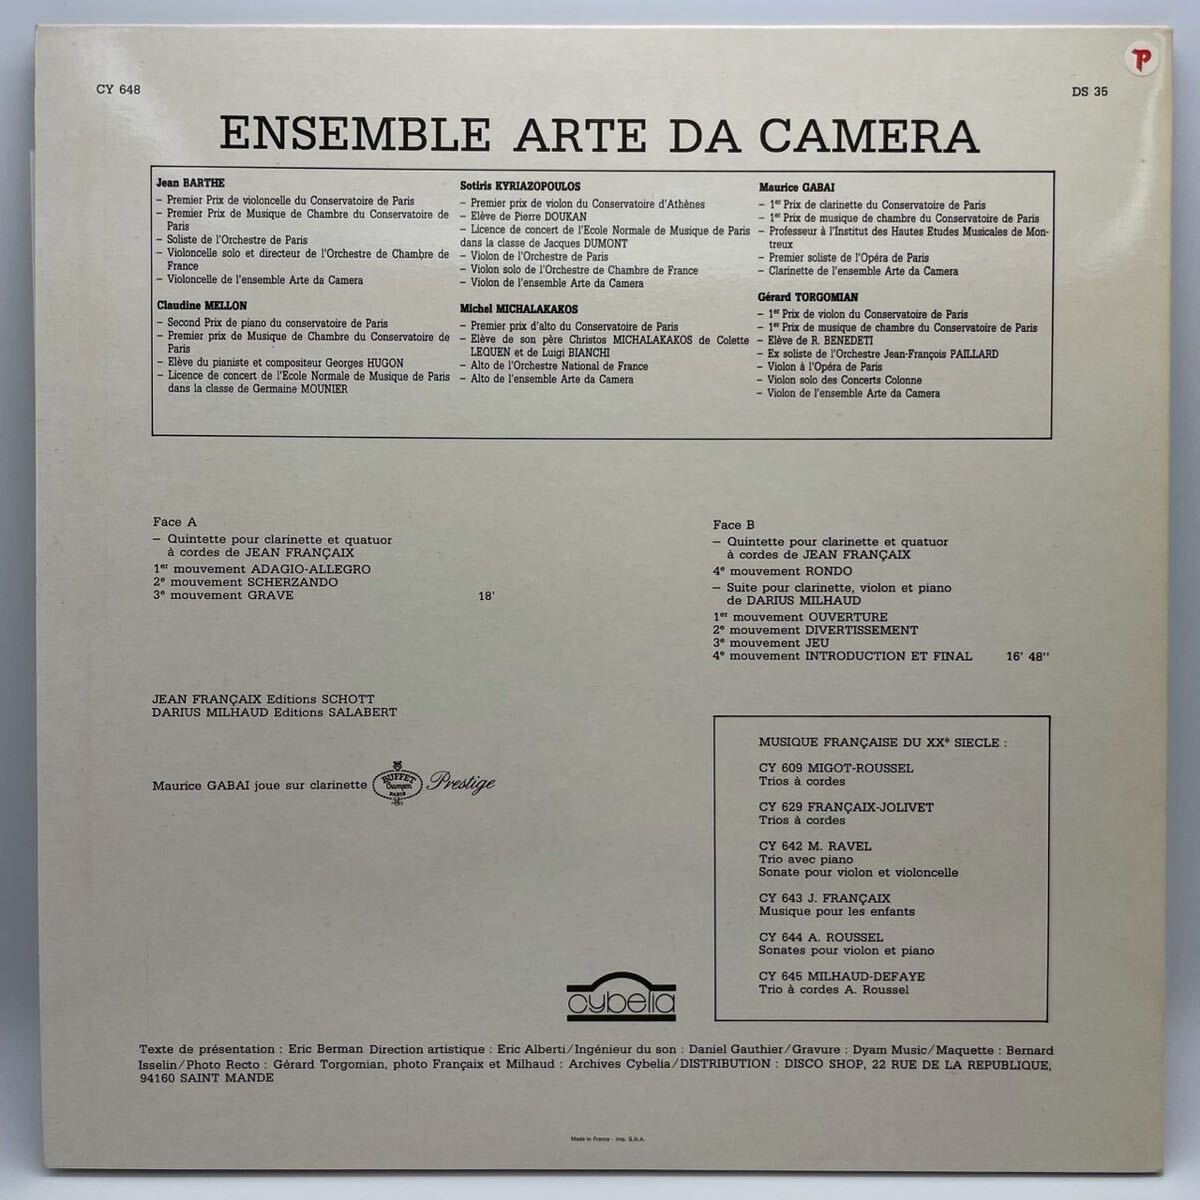 CY 648
DS 35
P
ENSEMBLE ARTE DA CAMERA
Jean BARTHE
– Premier Prix de violoncelle du Conservatoire de Paris
– Premier Prix de Musique de Chambre du Conservatoire de
Paris
– Soliste de l'Orchestre de Paris
– Violoncelle solo et directeur de l'Orchestre de Chambre de
France
– Violoncelle de l'ensemble Arte da Camera
Claudine MELLON
– Second Prix de piano du conservatoire de Paris
– Premier prix de Musique de Chambre du Conservatoire de
Paris
– Elève du pianiste et compositeur Georges HUGON
– Licence de concert de l'Ecole Normale de Musique de Paris
dans la classe de Germaine MOUNIER
Sotiris KYRIAZOPOULOS
– Premier prix de violon du Conservatoire d'Athènes
– Elève de Pierre DOUKAN
– Licence de concert de l'Ecole Normale de Musique de Paris
dans la classe de Jacques DUMONT
– Violon de l'Orchestre de Paris
– Violon solo de l'Orchestre de Chambre de France
– Violon de l'ensemble Arte da Camera
Michel MICHALAKAKOS
– Premier prix d'alto du Conservatoire de Paris
– Elève de son père Christos MICHALAKAKOS de Colette
LEQUEN et de Luigi BIANCHI
– Alto de l'Orchestre National de France
– Alto de l'ensemble Arte da Camera
Maurice GABAI
– 1er Prix de clarinette du Conservatoire de Paris
– 1er Prix de musique de chambre du Conservatoire de Paris
– Professeur à l'Institut des Hautes Etudes Musicales de Mon-
treux
– Premier soliste de l'Opéra de Paris
– Clarinette de l'ensemble Arte da Camera
Gérard TORGOMIAN
– 1er Prix de violon du Conservatoire de Paris
– 1er Prix de musique de chambre du Conservatoire de Paris
– Elève de R. BENEDETI
– Ex soliste de l'Orchestre Jean-François PAILLARD
– Violon à l'Opéra de Paris
– Violon solo des Concerts Colonne
– Violon de l'ensemble Arte da Camera
Face A
– Quintette pour clarinette et quatuor
à cordes de JEAN FRANÇAIX
1er mouvement ADAGIO-ALLEGRO
2e mouvement SCHERZANDO
3e mouvement GRAVE 18'
Face B
– Quintette pour clarinette et quatuor
à cordes de JEAN FRANÇAIX
4e mouvement RONDO
– Suite pour clarinette, violon et piano
de DARIUS MILHAUD
1er mouvement OUVERTURE
2e mouvement DIVERTISSEMENT
3e mouvement JEU
4e mouvement INTRODUCTION ET FINAL 16' 48''
JEAN FRANÇAIX Editions SCHOTT
DARIUS MILHAUD Editions SALABERT
Maurice GABAI joue sur clarinette BUFFET Crampon PARIS Prestige
MUSIQUE FRANÇAISE DU XXè SIECLE :
CY 609 MIGOT-ROUSSEL
Trios à cordes
CY 629 FRANÇAIX-JOLIVET
Trios à cordes
CY 642 M. RAVEL
Trio avec piano
Sonate pour violon et violoncelle
CY 643 J. FRANÇAIX
Musique pour les enfants
CY 644 A. ROUSSEL
Sonates pour violon et piano
CY 645 MILHAUD-DEFAYE
Trio à cordes A. Roussel
cybelia
Texte de présentation : Eric Berman Direction artistique : Eric Alberti/Ingénieur du son : Daniel Gauthier/Gravure : Dyam Music/Maquette : Bernard
Isselin/Photo Recto : Gérard Torgomian, photo Françaix et Milhaud : Archives Cybelia/DISTRIBUTION : DISCO SHOP, 22 RUE DE LA REPUBLIQUE,
94160 SAINT MANDE
Made in France - Imp. S.N.A.